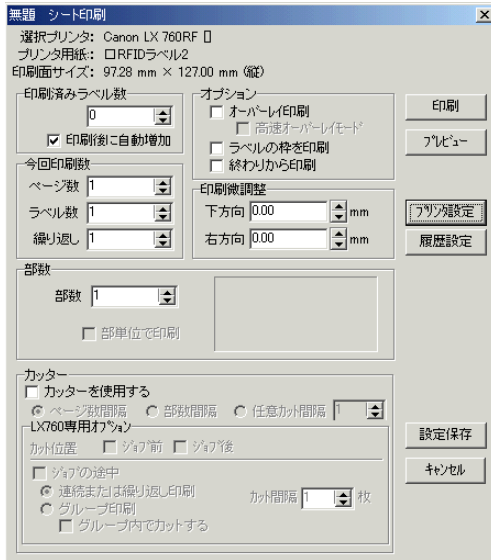 無題 シート印刷
選択プリンタ: Canon LX 760RF
プリンタ用紙: ロRFIDラベル2
印刷面サイズ: 97.28 mm × 127.00 mm (縦)
印刷済みラベル数
0
印刷後に自動増加
今回印刷数
ページ数 1
ラベル数 1
繰り返し 1
オプション
オーバーレイ印刷
高速オーバーレイモード
ラベルの枠を印刷
終わりから印刷
印刷微調整
下方向 0.00 mm
右方向 0.00 mm
印刷
プレビュー
プリンタ設定
履歴設定
部数
部数 1
部単位で印刷
カッター
カッターを使用する
ページ数間隔 部数間隔 任意カット間隔 1
LX760専用オプション
カット位置 ジョブ前 ジョブ後
ジョブの途中
連続または繰り返し印刷
グループ印刷
グループ内でカットする
カット間隔 1 枚
設定保存
キャンセル